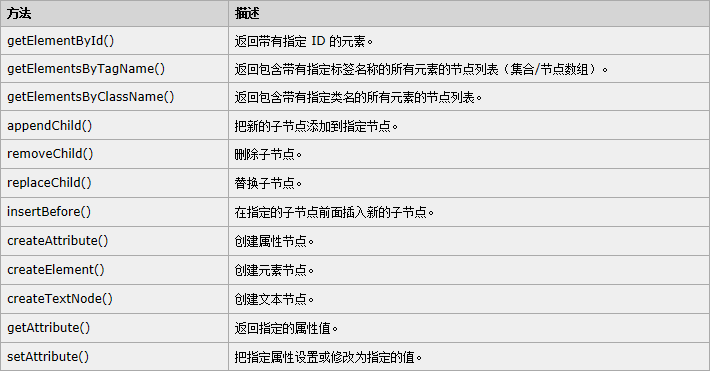 方法 描述
getElementById() 返回带有指定 ID 的元素。
getElementsByTagName() 返回包含带有指定标签名称的所有元素的节点列表（集合/节点数组）。
getElementsByClassName() 返回包含带有指定类名的所有元素的节点列表。
appendChild() 把新的子节点添加到指定节点。
removeChild() 删除子节点。
replaceChild() 替换子节点。
insertBefore() 在指定的子节点前面插入新的子节点。
createAttribute() 创建属性节点。
createElement() 创建元素节点。
createTextNode() 创建文本节点。
getAttribute() 返回指定的属性值。
setAttribute() 把指定属性设置或修改为指定的值。